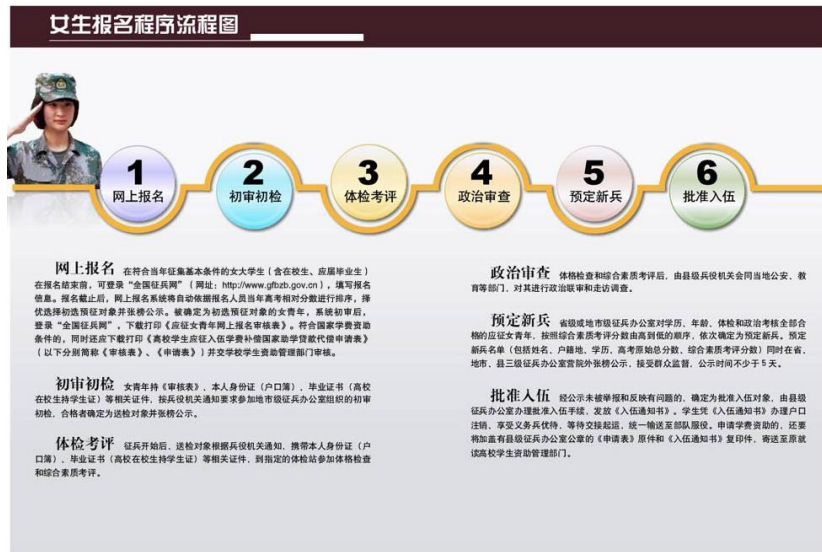 女生报名程序流程图
1
网上报名
2
初审初检
3
体检考评
4
政治审查
5
预定新兵
6
批准入伍
网上报名 在符合当年征集基本条件的女大学生（含在校生、应届毕业生）
在报名结束前，可登录“全国征兵网”（网址：http://www.gfbzb.gov.cn），填写报名
信息。报名截止后，网上报名系统将自动依据报名人员当年高考相对分数进行排序，择
优选择初选预征对象并张榜公示。被确定为初选预征对象的女青年，系统初审后，
登录“全国征兵网”，下载打印《应征女青年网上报名审核表》。符合国家学费资助
条件的，同时还应下载打印《高校学生应征入伍学费补偿国家助学贷款代偿申请表》
（以下分别简称《审核表》、《申请表》）并交学校学生资助管理部门审核。
初审初检 女青年持《审核表》，本人身份证（户口簿）、毕业证书（高校
在校生持学生证）等相关证件，按兵役机关通知要求参加地市级征兵办公室组织的初审
初检，合格者确定为送检对象并张榜公示。
体检考评 征兵开始后，送检对象根据兵役机关通知，携带本人身份证（户
口簿）、毕业证书（高校在校生持学生证）等相关证件，到指定的体检站参加体格检查
和综合素质考评。
政治审查 体格检查和综合素质考评后，由县级兵役机关会同当地公安、教
育等部门，对其进行政治联审和走访调查。
预定新兵 省级或地市级征兵办公室对学历、年龄、体检和政治考核全部合
格的应征女青年，按照综合素质考评分数由高到低的顺序，依次确定为预定新兵。预定
新兵名单（包括姓名、户籍地、学历、高考原始总分数，综合素质考评分数）同时在省，
地市，县三级征兵办公室营院外张榜公示，接受群众监督，公示时间不少于5天。
批准入伍 经公示未被举报和反映有问题的，确定为批准入伍对象，由县级
征兵办公室办理批准入伍手续，发放《入伍通知书》。学生凭《入伍通知书》办理户口
注销，享受义务兵优待，等待交接起运，统一输送至部队服役。申请学费资助的，还要
将加盖有县级征兵办公室公章的《申请表》原件和《入伍通知书》复印件，寄送至原就
读高校学生资助管理部门。